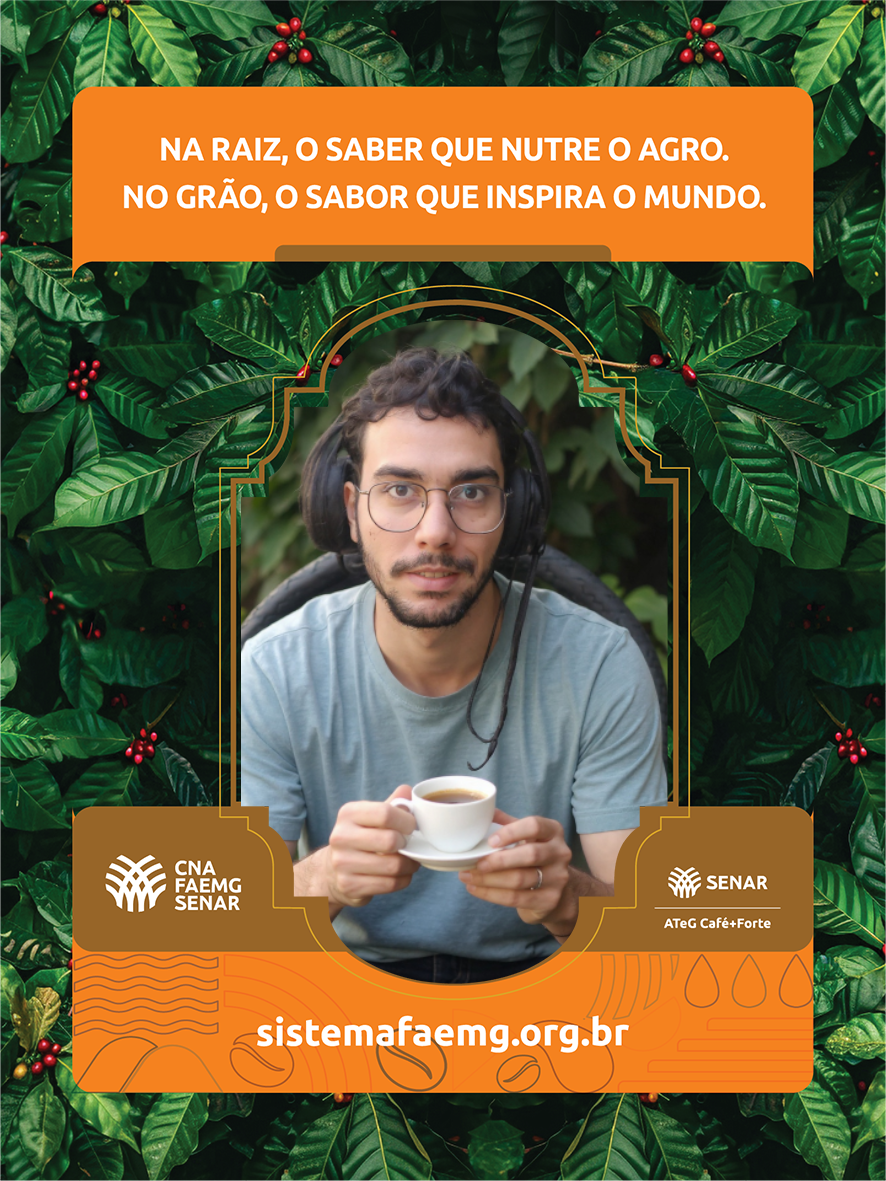 NA RAIZ, O SABER QUE NUTRE O AGRO.
NO GRÃO, O SABOR QUE INSPIRA O MUNDO.
CNA
FAEMG
SENAR
SENAR
ATeG Café+Forte
sistemafaemg.org.br